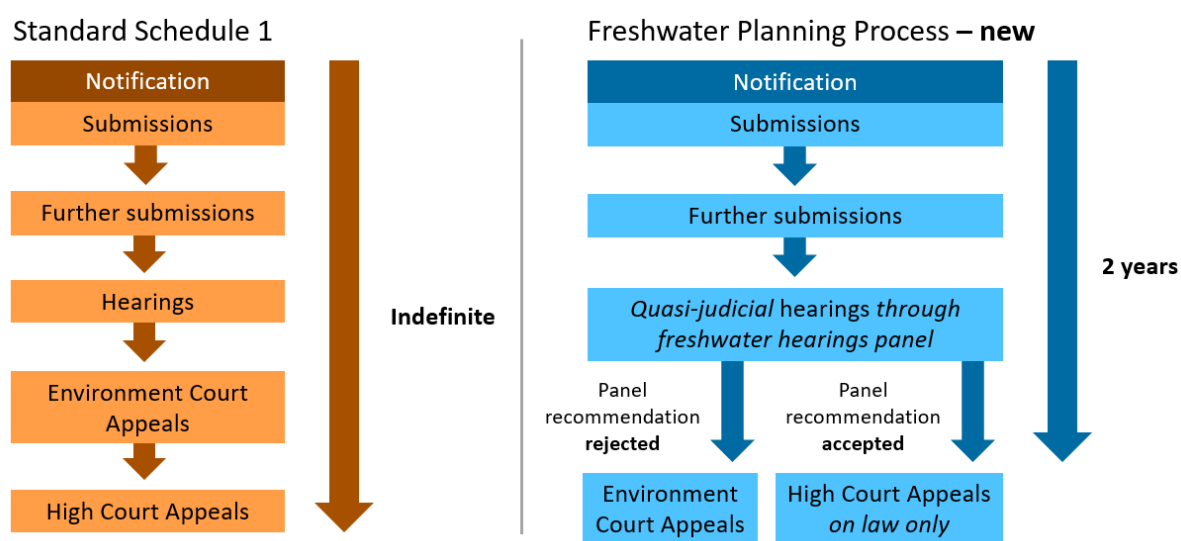 Standard Schedule 1
Notification
Submissions
Further submissions
Hearings
Environment Court
Appeals
High Court Appeals
Indefinite
Freshwater Planning Process – new
Notification
Submissions
Further submissions
Quasi-judicial hearings through
freshwater hearings panel
Panel
recommendation
rejected
Panel
recommendation
accepted
Environment
Court Appeals
High Court Appeals
on law only
2 years